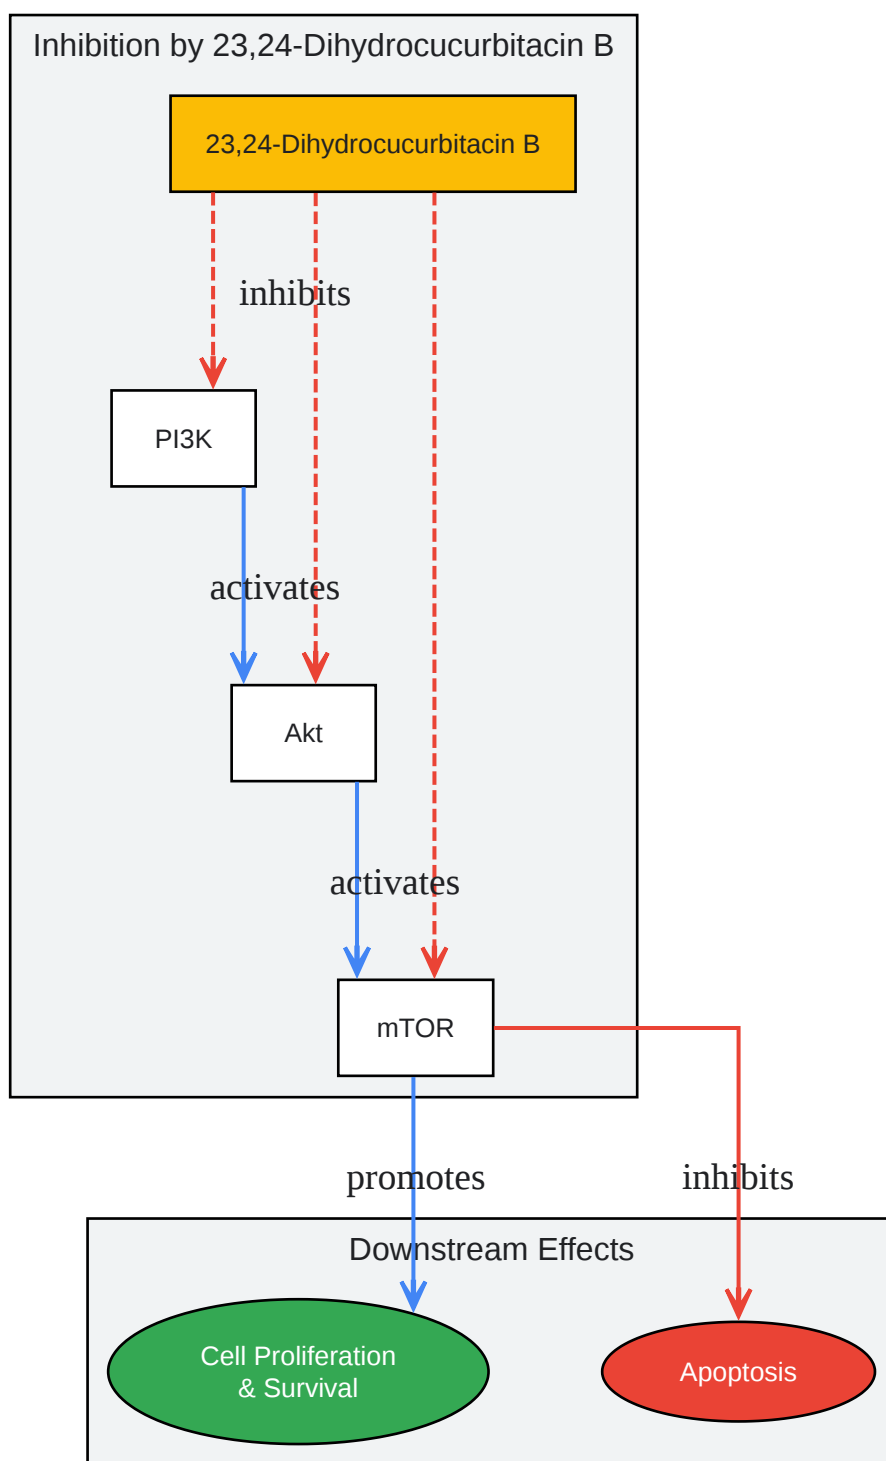 Inhibition by 23,24-Dihydrocucurbitacin B
23,24-Dihydrocucurbitacin B
inhibits
PI3K
activates
Akt
activates
mTOR
promotes
inhibits
Downstream Effects
Cell Proliferation
& Survival
Apoptosis